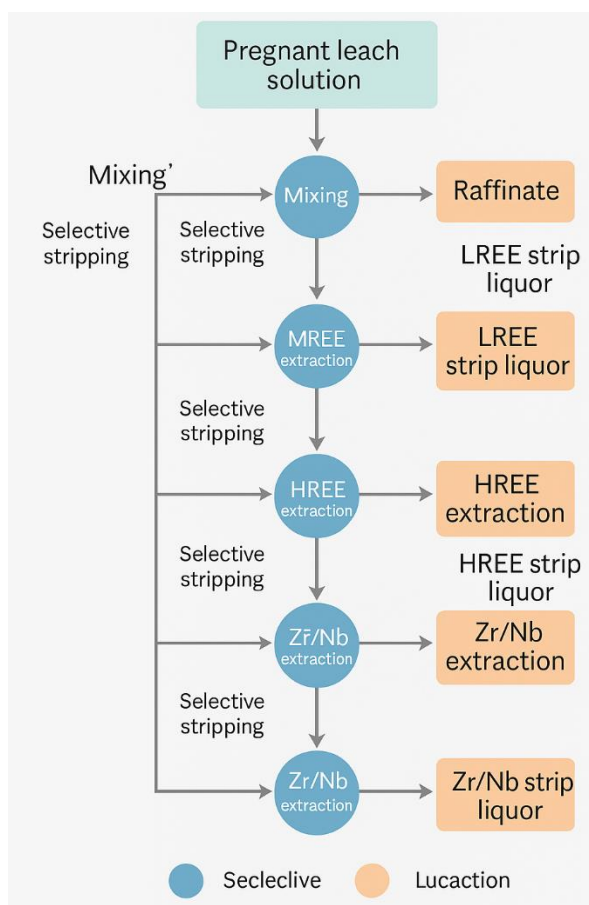 Pregnant leach
solution
Mixing’
Mixing
Raffinate
Selective
stripping
Selective
stripping
LREE strip
liquor
MREE
extraction
LREE
strip liquor
Selective
stripping
HREE
extraction
HREE
extraction
Selective
stripping
HREE strip
liquor
Zr̄/Nb
extraction
Zr/Nb
extraction
Selective
stripping
Zr/Nb
extraction
Zr/Nb strip
liquor
Secleclive
Lucaction